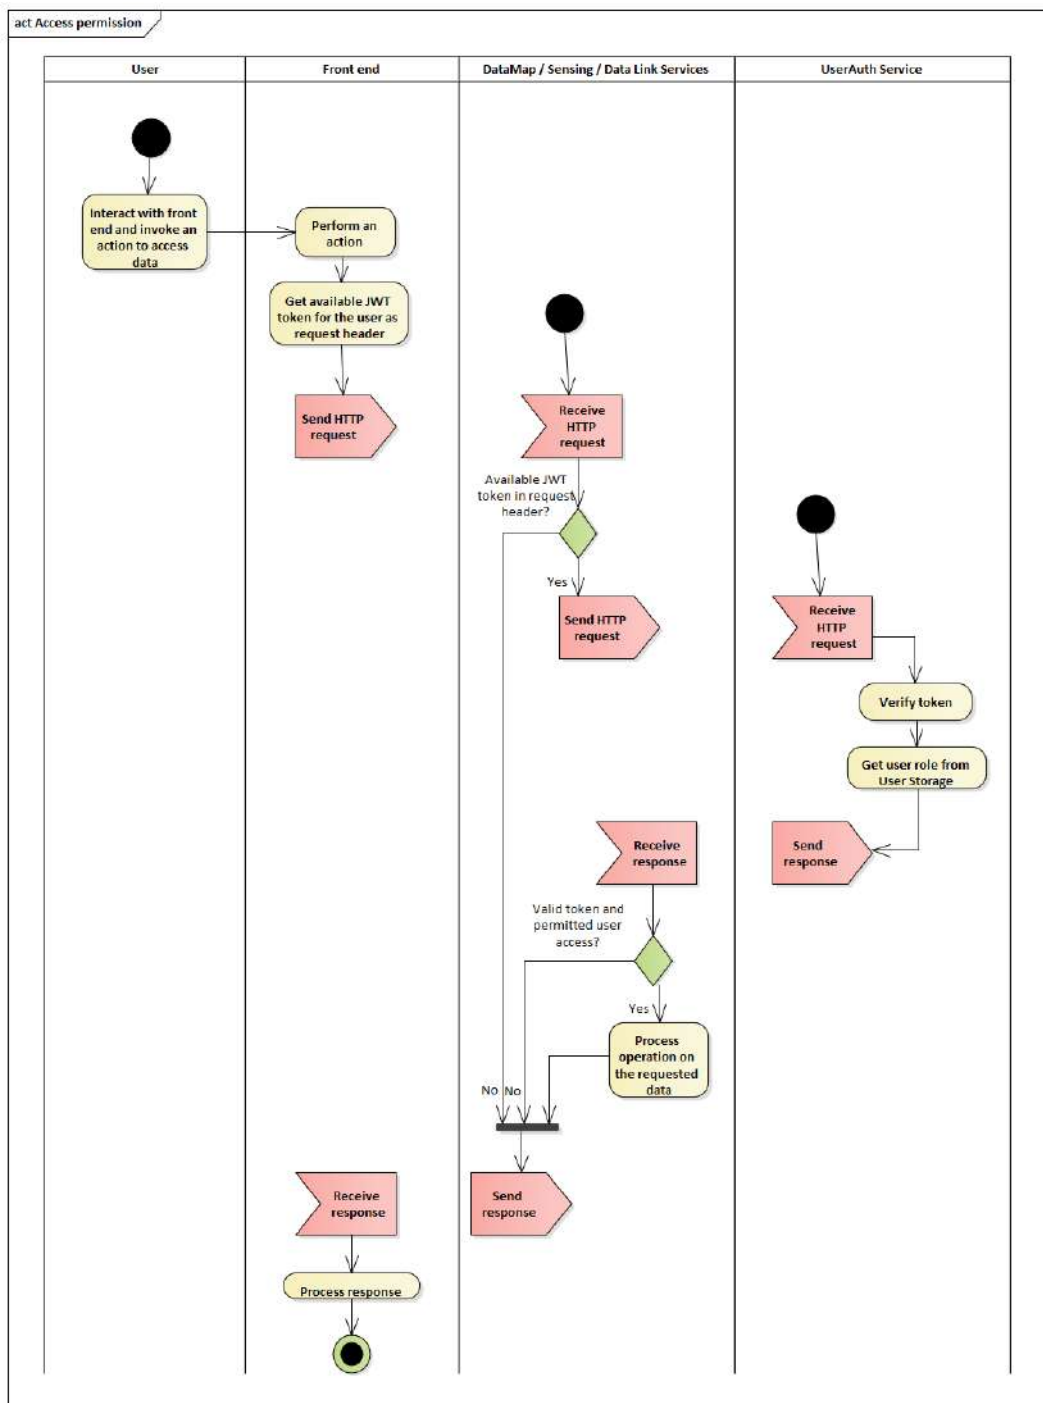 act Access permission
User
Front end
DataMap / Sensing / Data Link Services
UserAuth Service
Interact with front
end and invoke an
action to access
data
Perform an
action
Get available JWT
token for the user as
request header
Send HTTP
request
Receive
HTTP
request
Available JWT
token in request
header?
Yes
Send HTTP
request
Receive
HTTP
request
Verify token
Get user role from
User Storage
Send
response
Receive
response
Valid token and
permitted user
access?
Yes
Process
operation on
the requested
data
No
No
Send
response
Receive
response
Process response